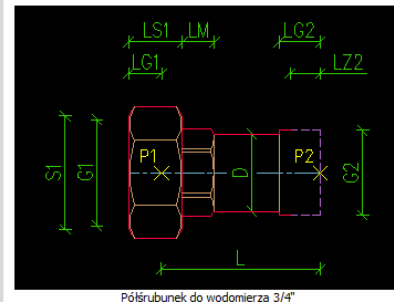 LS1 LM LG2
LG1 LZ2
S1 G1 P1 D P2 G2
L
Półśrubunek do wodomierza 3/4"